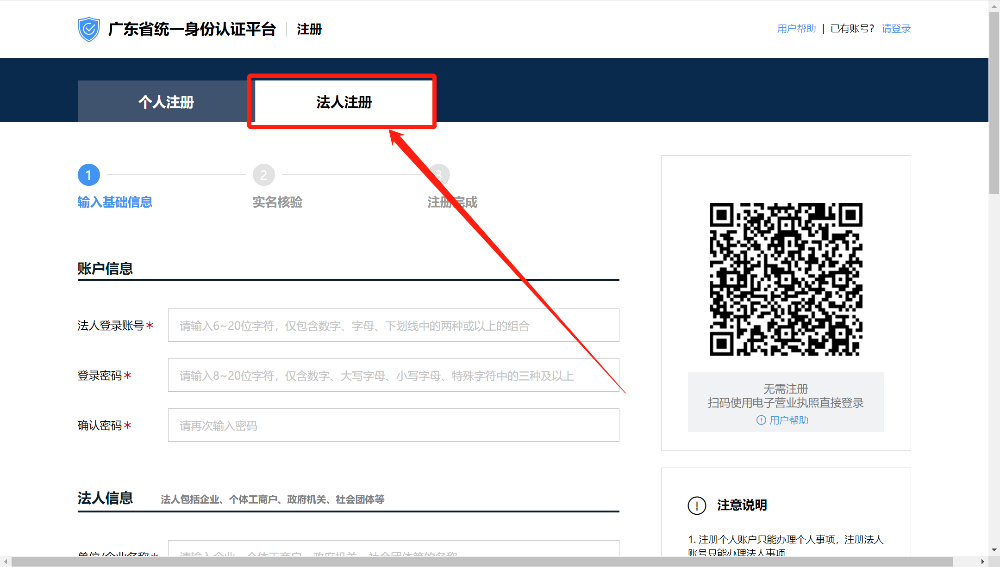 广东省统一身份认证平台
注册
用户帮助 | 已有账号? 请登录
个人注册
法人注册
1
2
3
输入基础信息
实名核验
注册完成
账户信息
法人登录账号*
请输入6~20位字符，仅包含数字、字母、下划线中的两种或以上的组合
登录密码*
请输入8~20位字符，仅含数字、大写字母、小写字母、特殊字符中的三种及以上
确认密码*
请再次输入密码
无需注册
扫码使用电子营业执照直接登录
用户帮助
法人信息
法人包括企业、个体工商户、政府机关、社会团体等
注意说明
1. 注册个人账户只能办理个人事项，注册法人
账号只能办理法人事项
单位/企业名称*
请输入企业、个体工商户、政府机关、社会团体等的名称